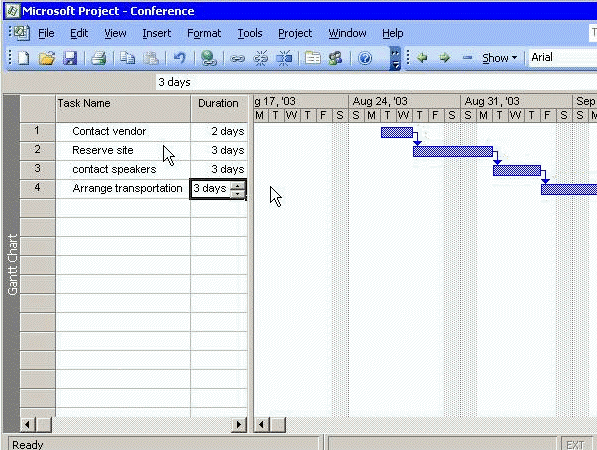 Microsoft Project - Conference
File Edit View Insert Format Tools Project Window Help
Show Arial
3 days
Task Name Duration g 17, '03 Aug 24, '03 Aug 31, '03 Sep
M T W T F S S M T W T F S S M T W T F S S M
1 Contact vendor 2 days
2 Reserve site 3 days
3 contact speakers 3 days
4 Arrange transportation 3 days
Gantt Chart
Ready EXT